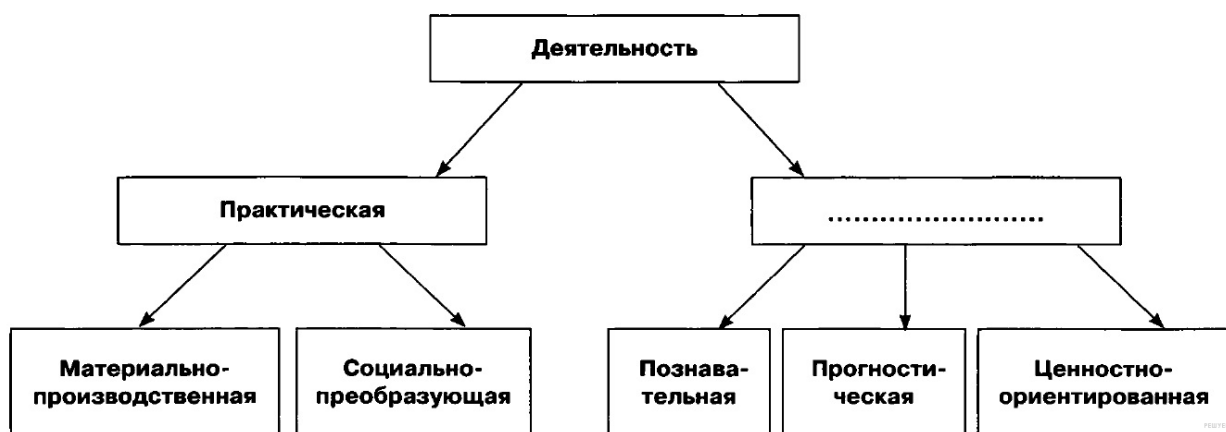 Деятельность
Практическая
........................
Материально-
производственная
Социально-
преобразующая
Познава-
тельная
Прогности-
ческая
Ценностно-
ориентированная